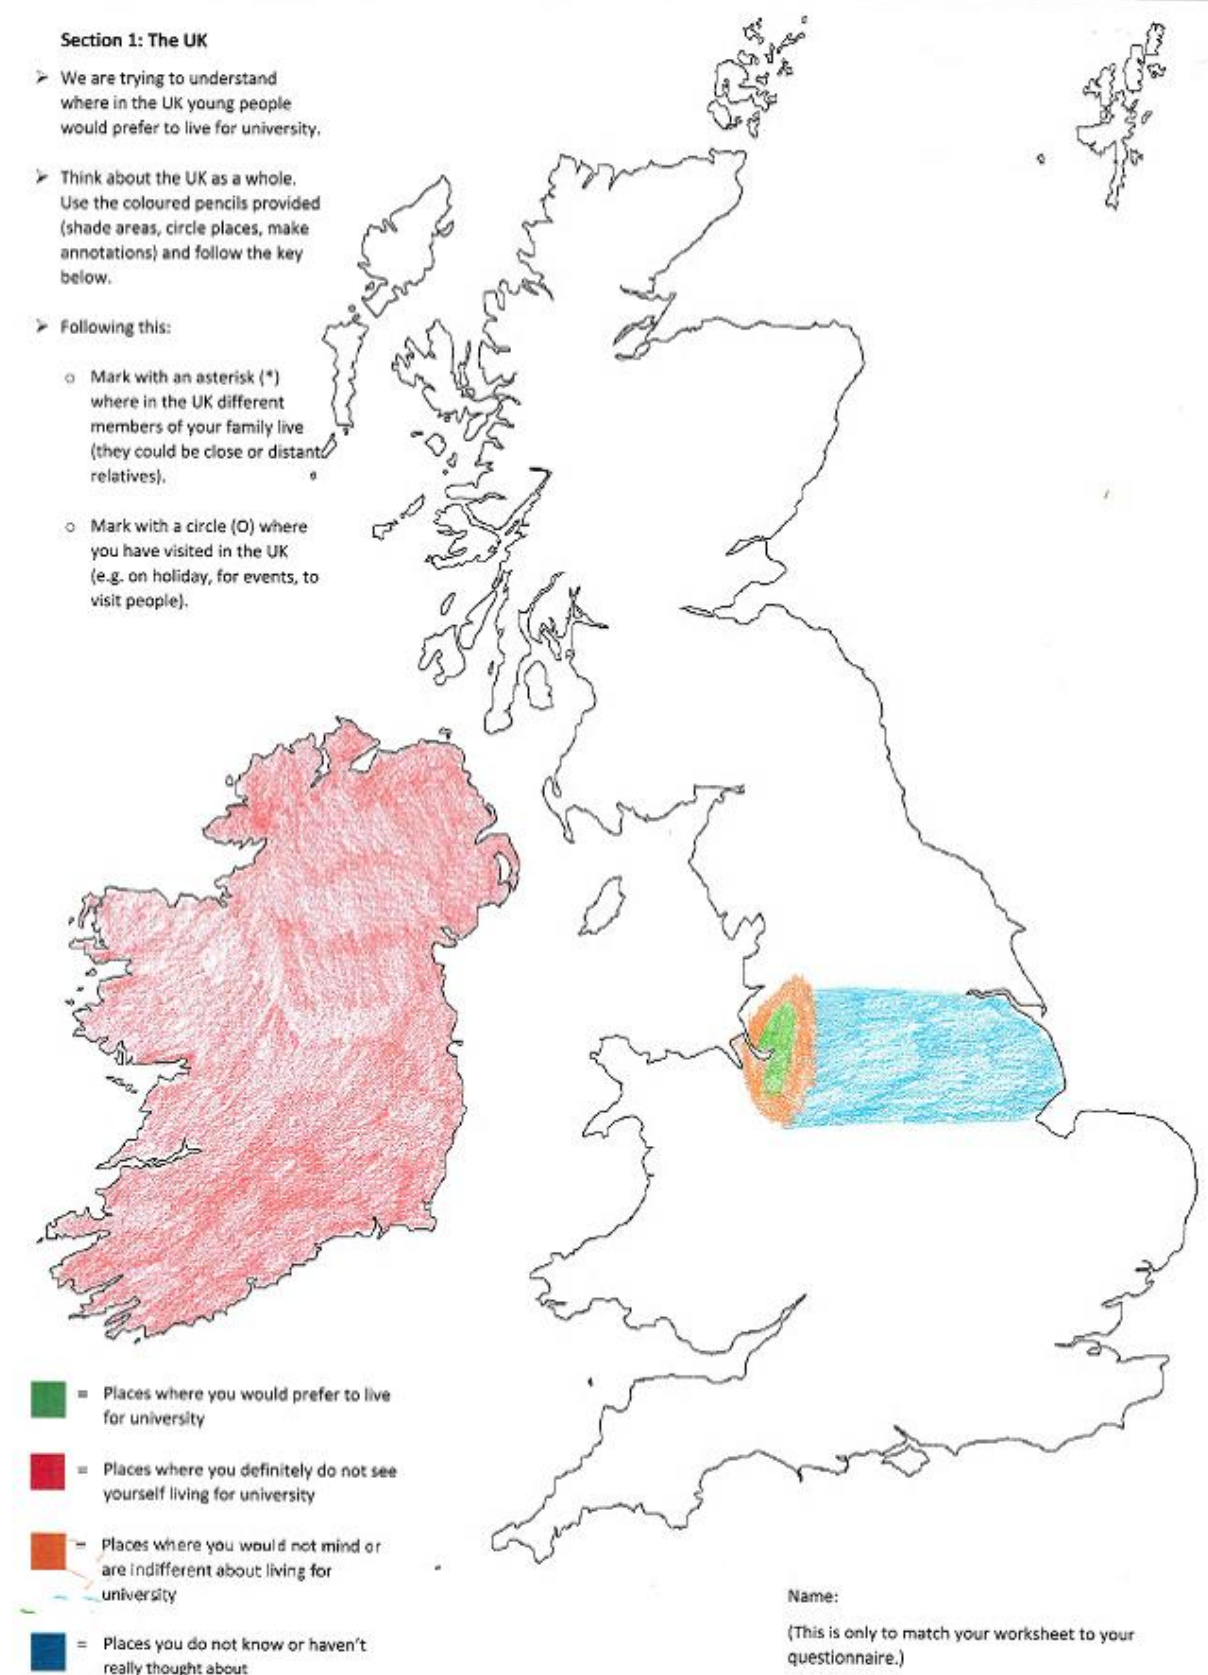 Section 1: The UK
➢ We are trying to understand
where in the UK young people
would prefer to live for university.
➢ Think about the UK as a whole.
Use the coloured pencils provided
(shade areas, circle places, make
annotations) and follow the key
below.
➢ Following this:
o Mark with an asterisk (*)
where in the UK different
members of your family live
(they could be close or distant
relatives).
o Mark with a circle (O) where
you have visited in the UK
(e.g. on holiday, for events, to
visit people).
= Places where you would prefer to live
for university
= Places where you definitely do not see
yourself living for university
= Places where you would not mind or
are indifferent about living for
university
= Places you do not know or haven't
really thought about
Name:
(This is only to match your worksheet to your
questionnaire.)